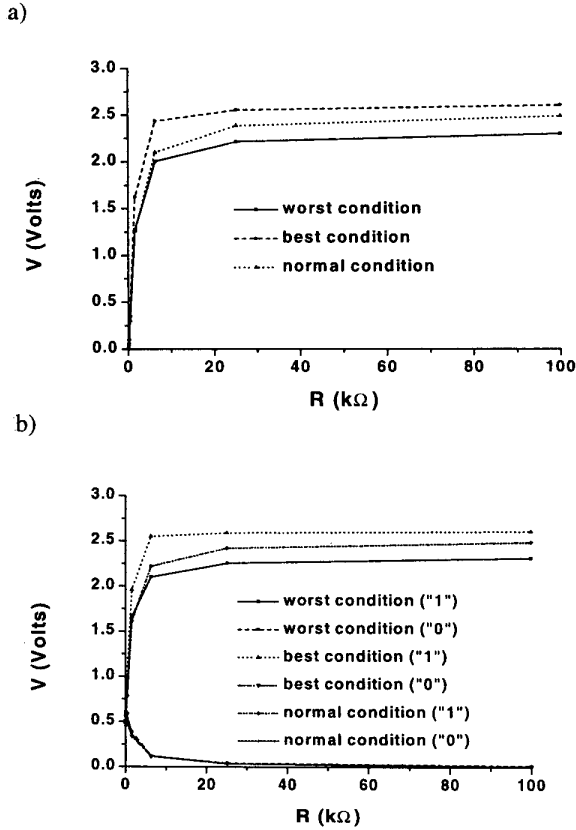 a)
3.0
2.5
2.0
1.5
1.0
0.5
0.0
V (Volts)
worst condition
best condition
normal condition
0 20 40 60 80 100
R (kΩ)
b)
3.0
2.5
2.0
1.5
1.0
0.5
0.0
V (Volts)
worst condition ("1")
worst condition ("0")
best condition ("1")
best condition ("0")
normal condition ("1")
normal condition ("0")
0 20 40 60 80 100
R (kΩ)